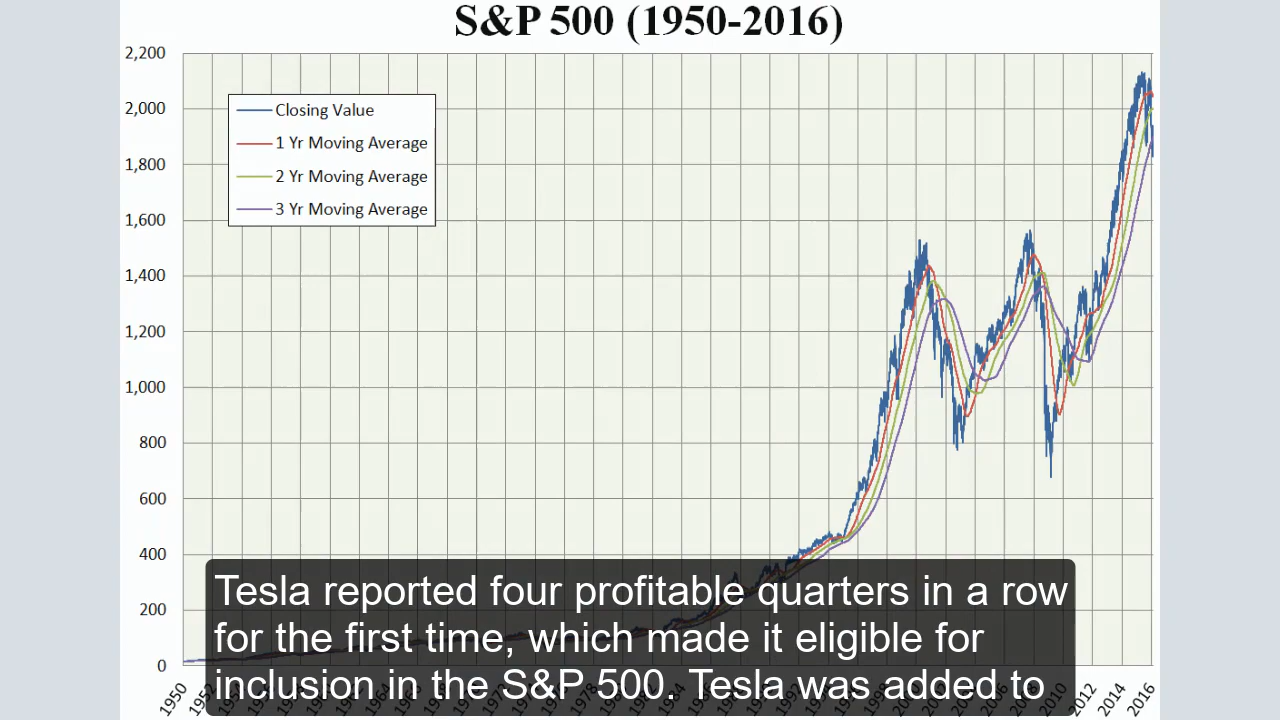 S&P 500 (1950-2016)
2,200
2,000
1,800
1,600
1,400
1,200
1,000
800
600
400
200
0
Closing Value
1 Yr Moving Average
2 Yr Moving Average
3 Yr Moving Average
Tesla reported four profitable quarters in a row
for the first time, which made it eligible for
inclusion in the S&P 500. Tesla was added to
1950
2010
2012
2014
2016